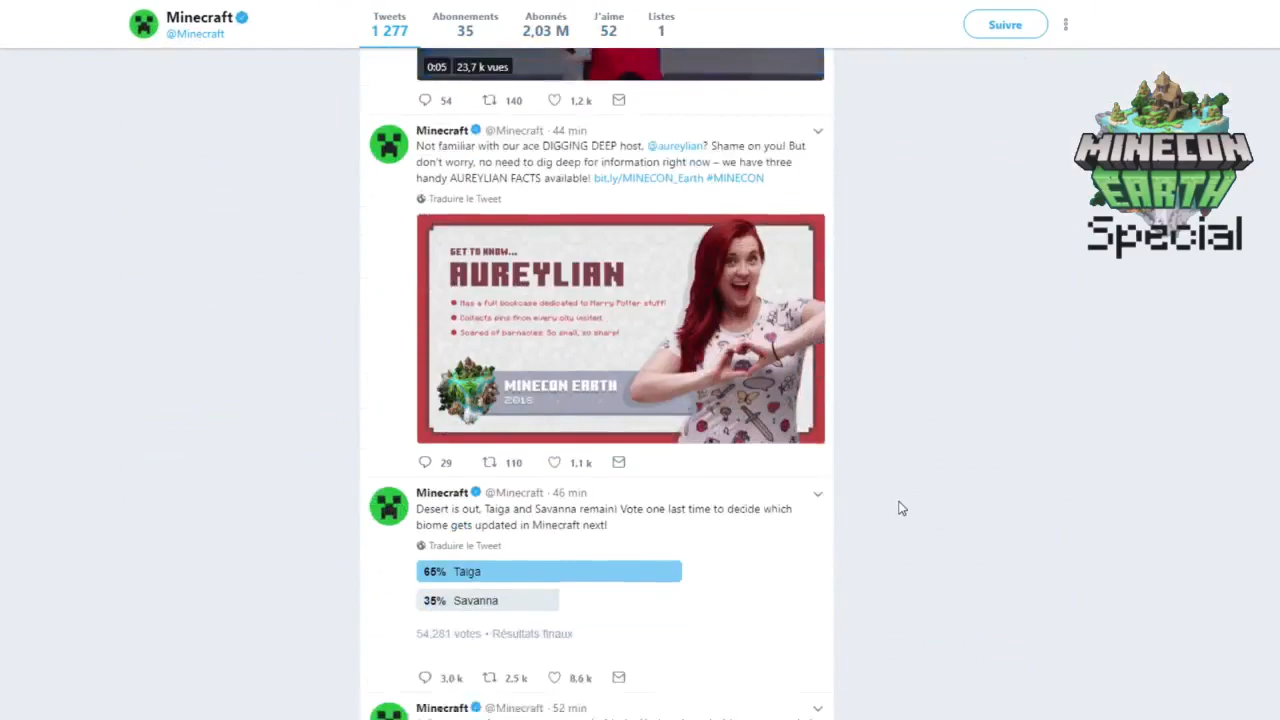 Minecraft
@Minecraft
Tweets
1 277
Abonnements
35
Abonnés
2,03 M
J'aime
52
Listes
1
Suivre
0:05 23,7 k vues
54 140 1,2 k
Minecraft @Minecraft · 44 min
Not familiar with our ace DIGGING DEEP host, @aureylian? Shame on you! But
don't worry, no need to dig deep for information right now – we have three
handy AUREYLIAN FACTS available! bit.ly/MINECON_Earth #MINECON
Traduire le Tweet
GET TO KNOW...
AUREYLIAN
Has a full bookcase dedicated to Harry Potter stuff!
Collects pins from every city visited.
Scared of barnacles. So small, so sharp!
MINECON EARTH
2018
29 110 1,1 k
Minecraft @Minecraft · 46 min
Desert is out, Taiga and Savanna remain! Vote one last time to decide which
biome gets updated in Minecraft next!
Traduire le Tweet
65% Taiga
35% Savanna
54,281 votes • Résultats finaux
3,0 k 2,5 k 8,6 k
Minecraft @Minecraft · 52 min
MINECON
EARTH
Special